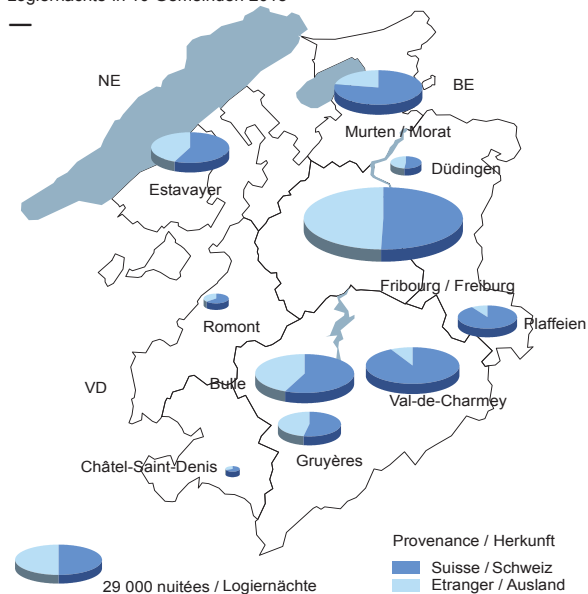 NE
BE
Murten / Morat
Düdingen
Estavayer
Fribourg / Freiburg
Plaffeien
Romont
VD
Bulle
Val-de-Charmey
Gruyères
Châtel-Saint-Denis
Provenance / Herkunft
Suisse / Schweiz
29 000 nuitées / Logiernächte
Etranger / Ausland